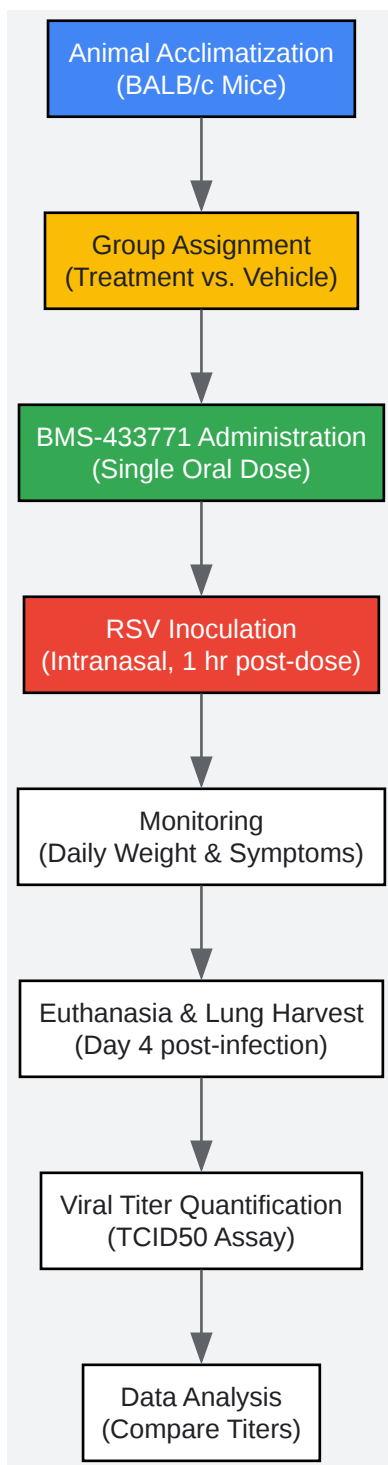 Animal Acclimatization
(BALB/c Mice)
Group Assignment
(Treatment vs. Vehicle)
BMS-433771 Administration
(Single Oral Dose)
RSV Inoculation
(Intranasal, 1 hr post-dose)
Monitoring
(Daily Weight & Symptoms)
Euthanasia & Lung Harvest
(Day 4 post-infection)
Viral Titer Quantification
(TCID50 Assay)
Data Analysis
(Compare Titers)